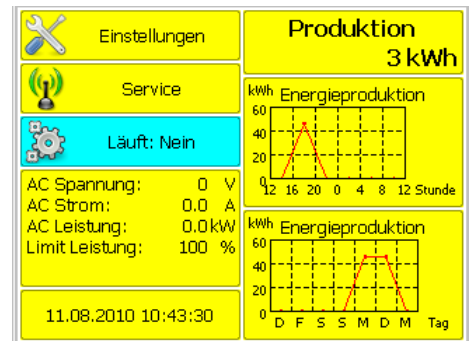 Einstellungen
Service
Läuft: Nein
AC Spannung: 0 V
AC Strom: 0.0 A
AC Leistung: 0.0kW
Limit Leistung: 100 %
11.08.2010 10:43:30
Produktion
3 kWh
kWh Energieproduktion
60
40
20
0
12 16 20 0 4 8 12 Stunde
kWh Energieproduktion
60
40
20
0
D F S S M D M Tag